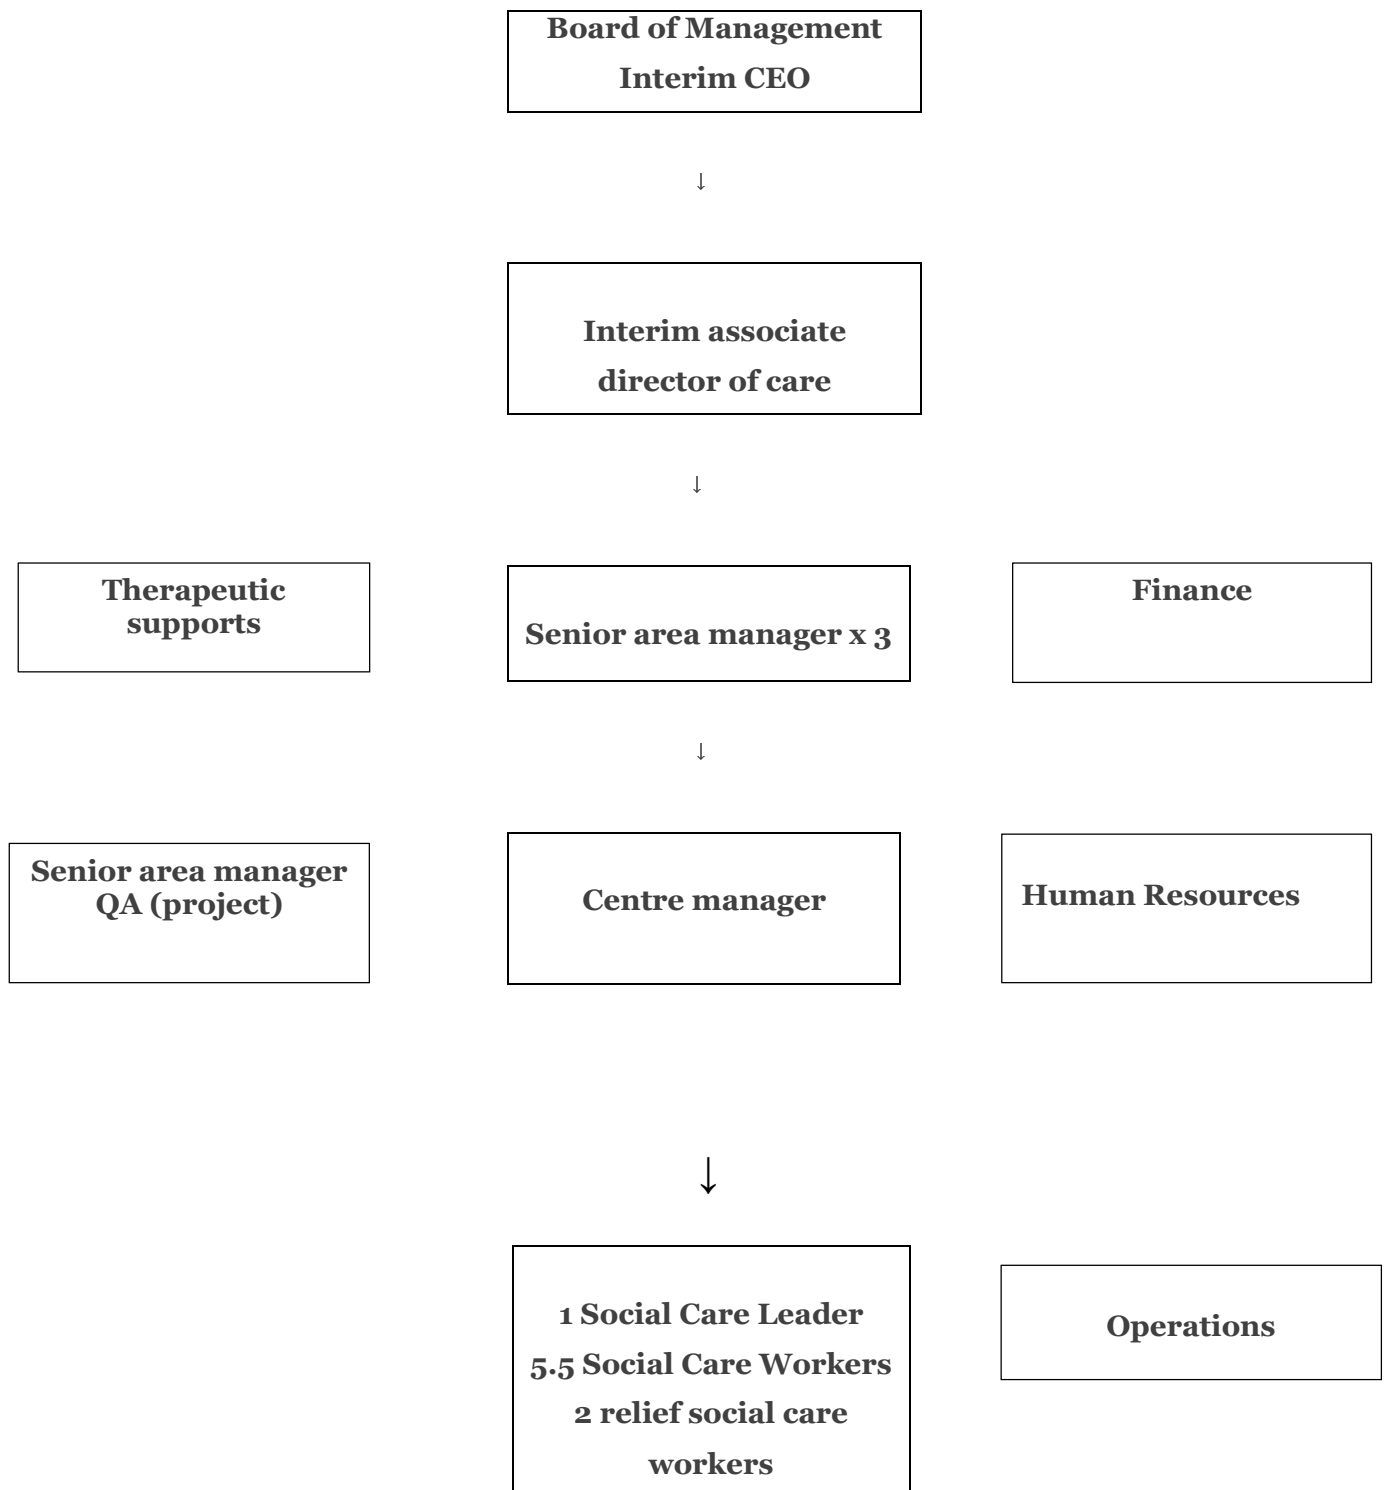 Board of Management
Interim CEO
↓
Interim associate
director of care
↓
Therapeutic
supports
Senior area manager x 3
Finance
↓
Senior area manager
QA (project)
Centre manager
Human Resources
↓
1 Social Care Leader
5.5 Social Care Workers
2 relief social care
workers
Operations